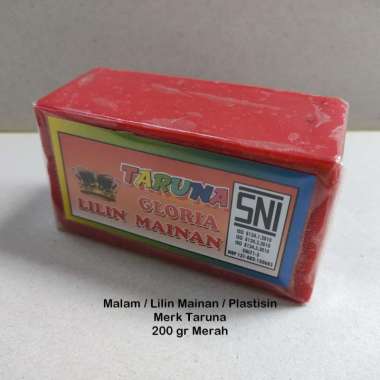 TARUNA
GLORIA
LILIN MAINAN
SNI
Malam / Lilin Mainan / Plastisin
Merk Taruna
200 gr Merah